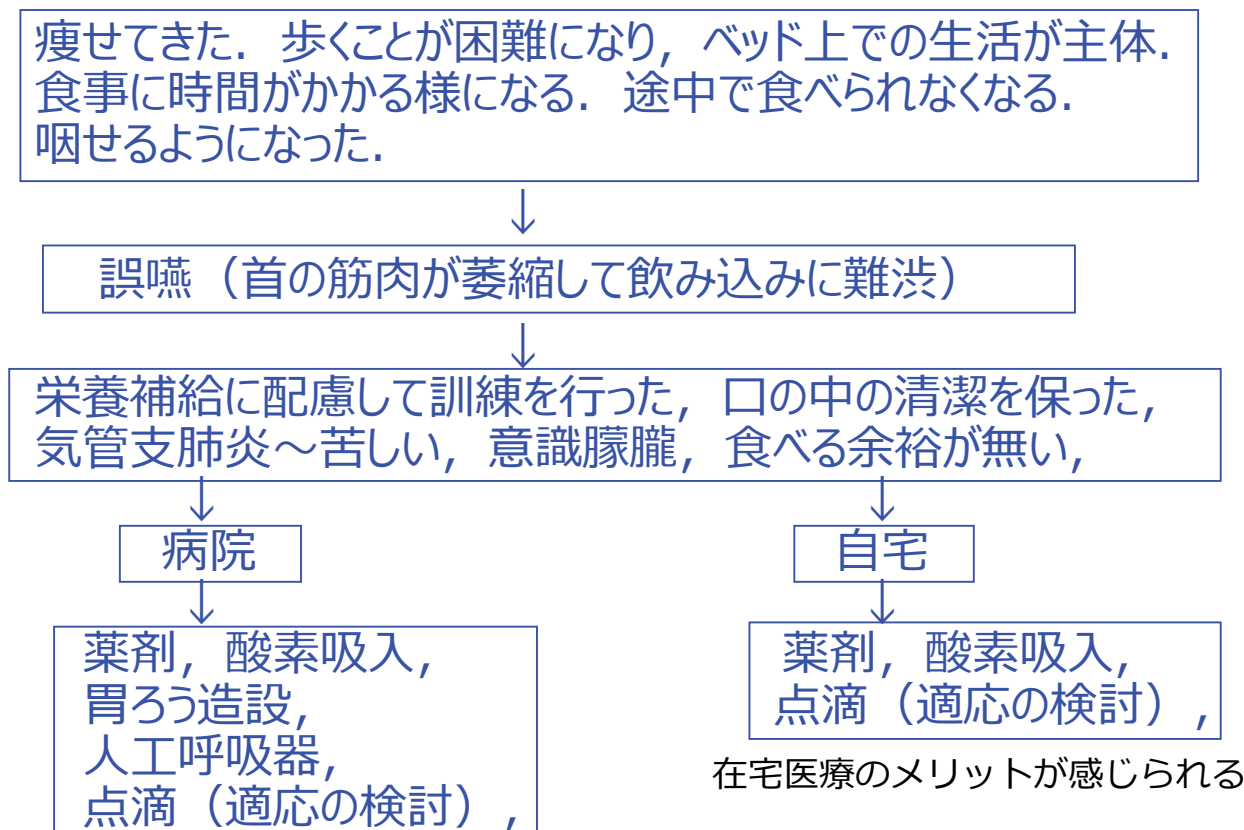 痩せてきた．歩くことが困難になり，ベッド上での生活が主体．
食事に時間がかかる様になる．途中で食べられなくなる．
咽せるようになった．
↓
誤嚥（首の筋肉が萎縮して飲み込みに難渋）
↓
栄養補給に配慮して訓練を行った，口の中の清潔を保った，
気管支肺炎～苦しい，意識朦朧，食べる余裕が無い，
↓ ↓
病院 自宅
↓ ↓
薬剤，酸素吸入，
胃ろう造設，
人工呼吸器，
点滴（適応の検討），
薬剤，酸素吸入，
点滴（適応の検討），
在宅医療のメリットが感じられる